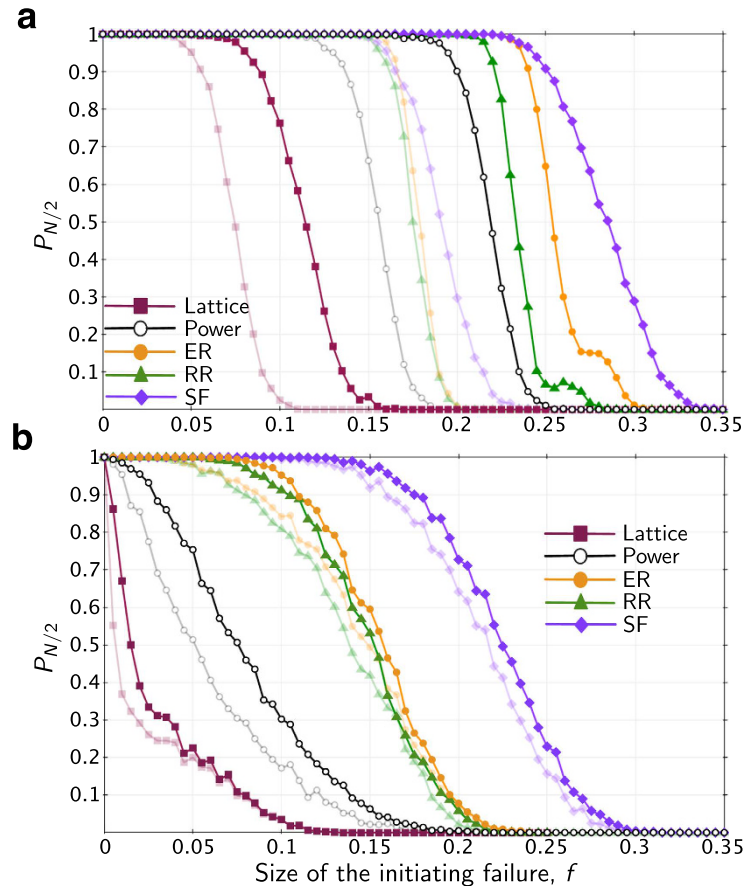 a
1
0.9
0.8
0.7
0.6
0.5
0.4
0.3
0.2
0.1
P_{N/2}
Lattice
Power
ER
RR
SF
0 0.05 0.1 0.15 0.2 0.25 0.3 0.35
b
1
0.9
0.8
0.7
0.6
0.5
0.4
0.3
0.2
0.1
P_{N/2}
Lattice
Power
ER
RR
SF
0 0.05 0.1 0.15 0.2 0.25 0.3 0.35
Size of the initiating failure, f